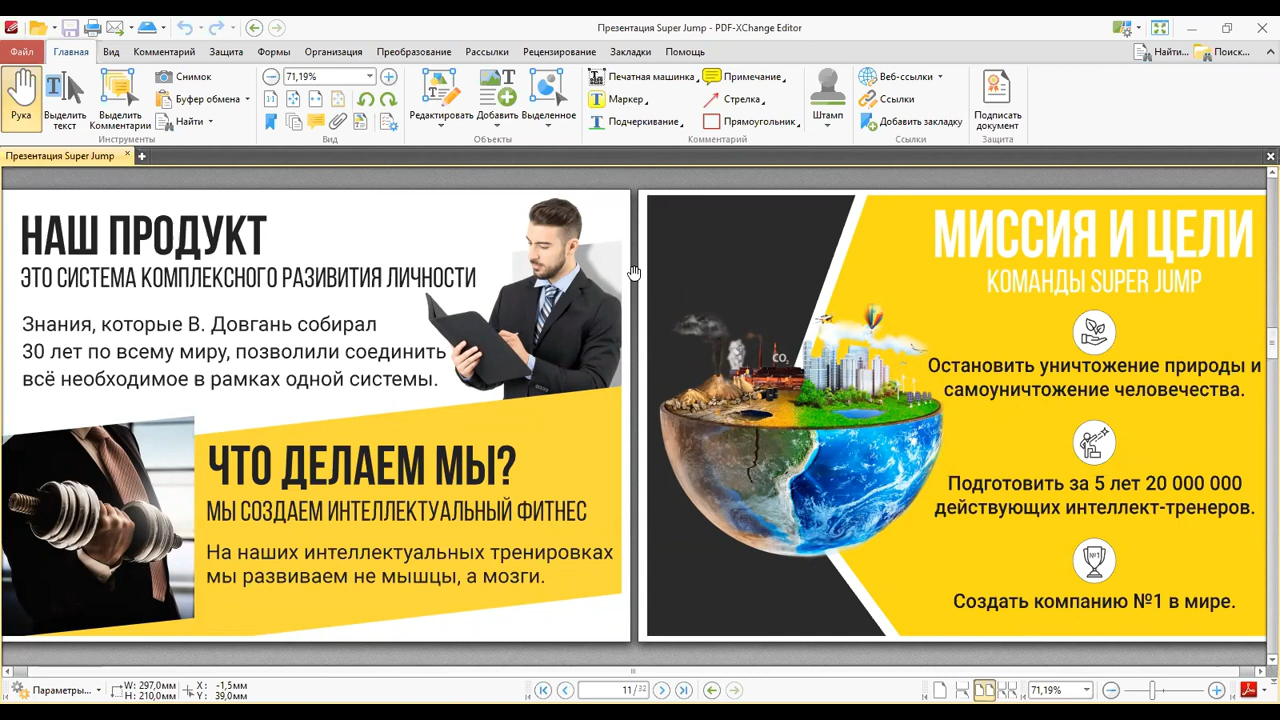 Презентация Super Jump - PDF-XChange Editor
Файл Главная Вид Комментарий Защита Формы Организация Преобразование Рассылки Рецензирование Закладки Помощь
Найти... Поиск...
Рука
Выделить текст
Выделить Комментарии
Снимок
Буфер обмена
Найти
Инструменты
71,19%
Вид
Редактировать
Добавить
Выделенное
Объекты
Печатная машинка
Маркер
Подчеркивание
Примечание
Стрелка
Прямоугольник
Штамп
Комментарий
Веб-ссылки
Ссылки
Добавить закладку
Ссылки
Подписать документ
Защита
Презентация Super Jump
НАШ ПРОДУКТ
ЭТО СИСТЕМА КОМПЛЕКСНОГО РАЗИВИТИЯ ЛИЧНОСТИ
Знания, которые В. Довгань собирал
30 лет по всему миру, позволили соединить
всё необходимое в рамках одной системы.
ЧТО ДЕЛАЕМ МЫ?
МЫ СОЗДАЕМ ИНТЕЛЛЕКТУАЛЬНЫЙ ФИТНЕС
На наших интеллектуальных тренировках
мы развиваем не мышцы, а мозги.
МИССИЯ И ЦЕЛИ
КОМАНДЫ SUPER JUMP
CO₂
Остановить уничтожение природы и
самоуничтожение человечества.
Подготовить за 5 лет 20 000 000
действующих интеллект-тренеров.
№1
Создать компанию №1 в мире.
Параметры...
W: 297,0мм
H: 210,0мм
X: -1,5мм
Y: 39,0мм
11/32
71,19%